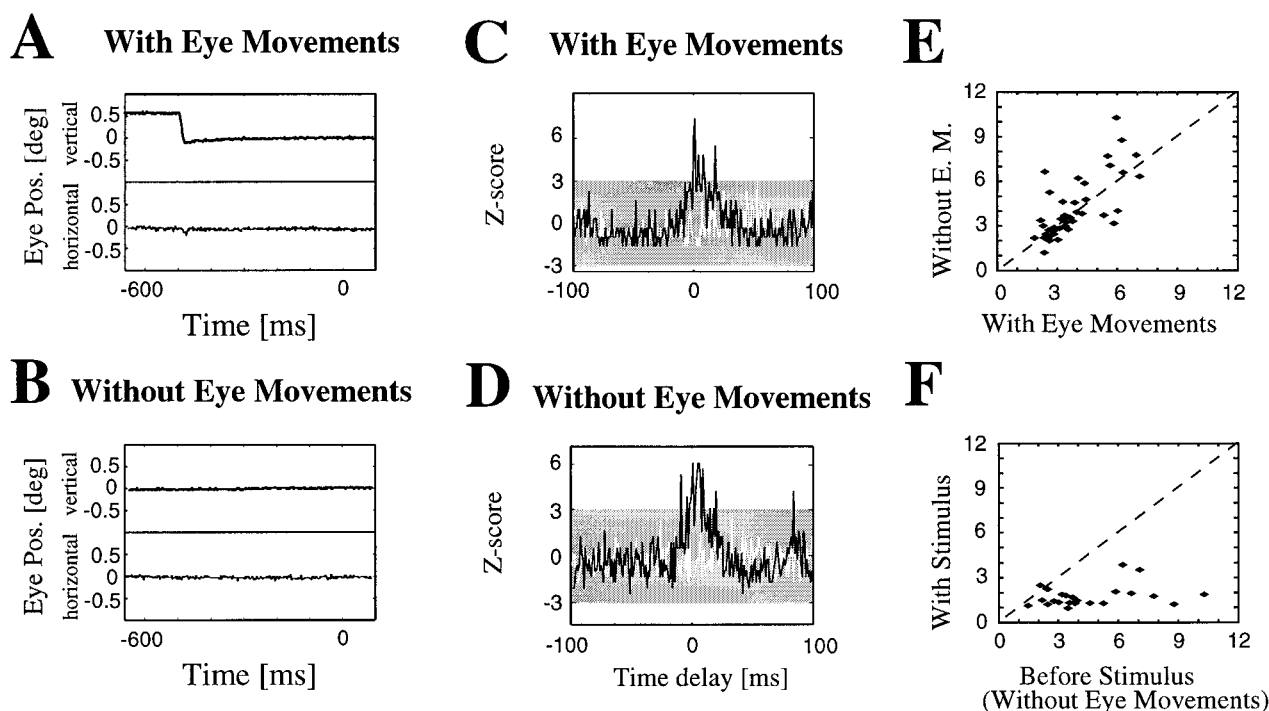 A
With Eye Movements
Eye Pos. [deg]
vertical
horizontal
0.5
0
-0.5
0.5
0
-0.5
-600
0
Time [ms]
B
Without Eye Movements
Eye Pos. [deg]
vertical
horizontal
0.5
0
-0.5
0.5
0
-0.5
-600
0
Time [ms]
C
With Eye Movements
Z-score
6
3
0
-3
-100
0
100
D
Without Eye Movements
Z-score
6
3
0
-3
-100
0
100
Time delay [ms]
E
Without E. M.
12
9
6
3
0
0
3
6
9
12
With Eye Movements
F
With Stimulus
12
9
6
3
0
0
3
6
9
12
Before Stimulus
(Without Eye Movements)